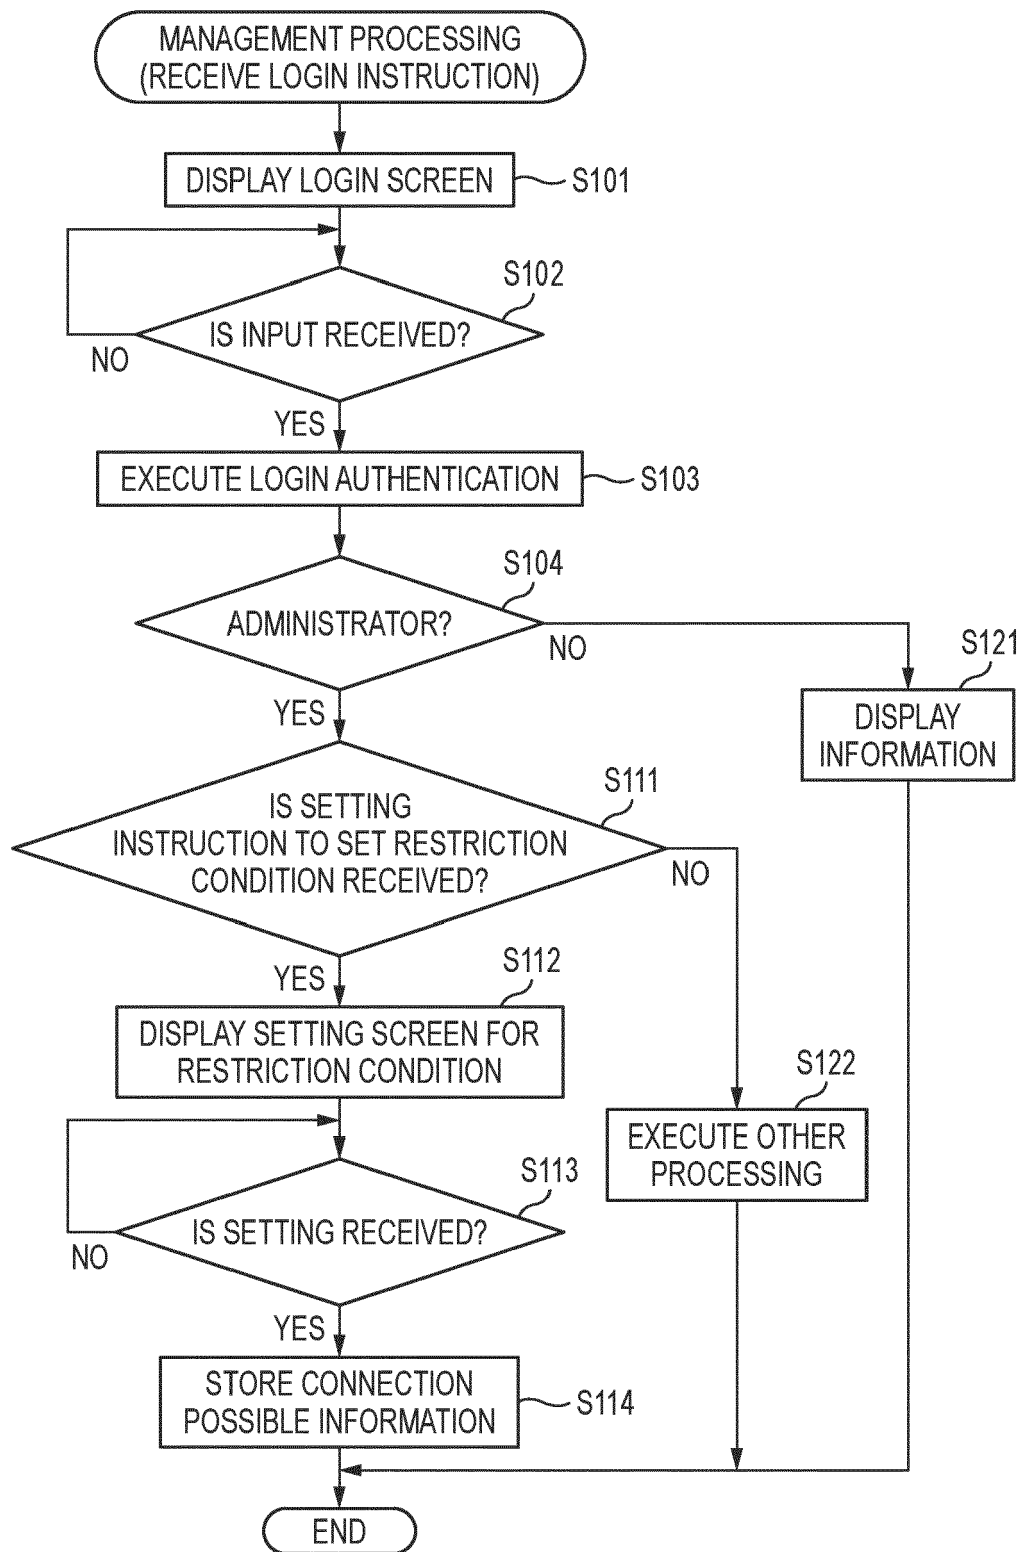 MANAGEMENT PROCESSING
(RECEIVE LOGIN INSTRUCTION)
DISPLAY LOGIN SCREEN
S101
S102
IS INPUT RECEIVED?
NO
YES
EXECUTE LOGIN AUTHENTICATION
S103
S104
ADMINISTRATOR?
NO
S121
YES
DISPLAY
INFORMATION
S111
IS SETTING
INSTRUCTION TO SET RESTRICTION
CONDITION RECEIVED?
NO
YES
S112
DISPLAY SETTING SCREEN FOR
RESTRICTION CONDITION
S122
EXECUTE OTHER
PROCESSING
S113
IS SETTING RECEIVED?
NO
YES
STORE CONNECTION
POSSIBLE INFORMATION
S114
END